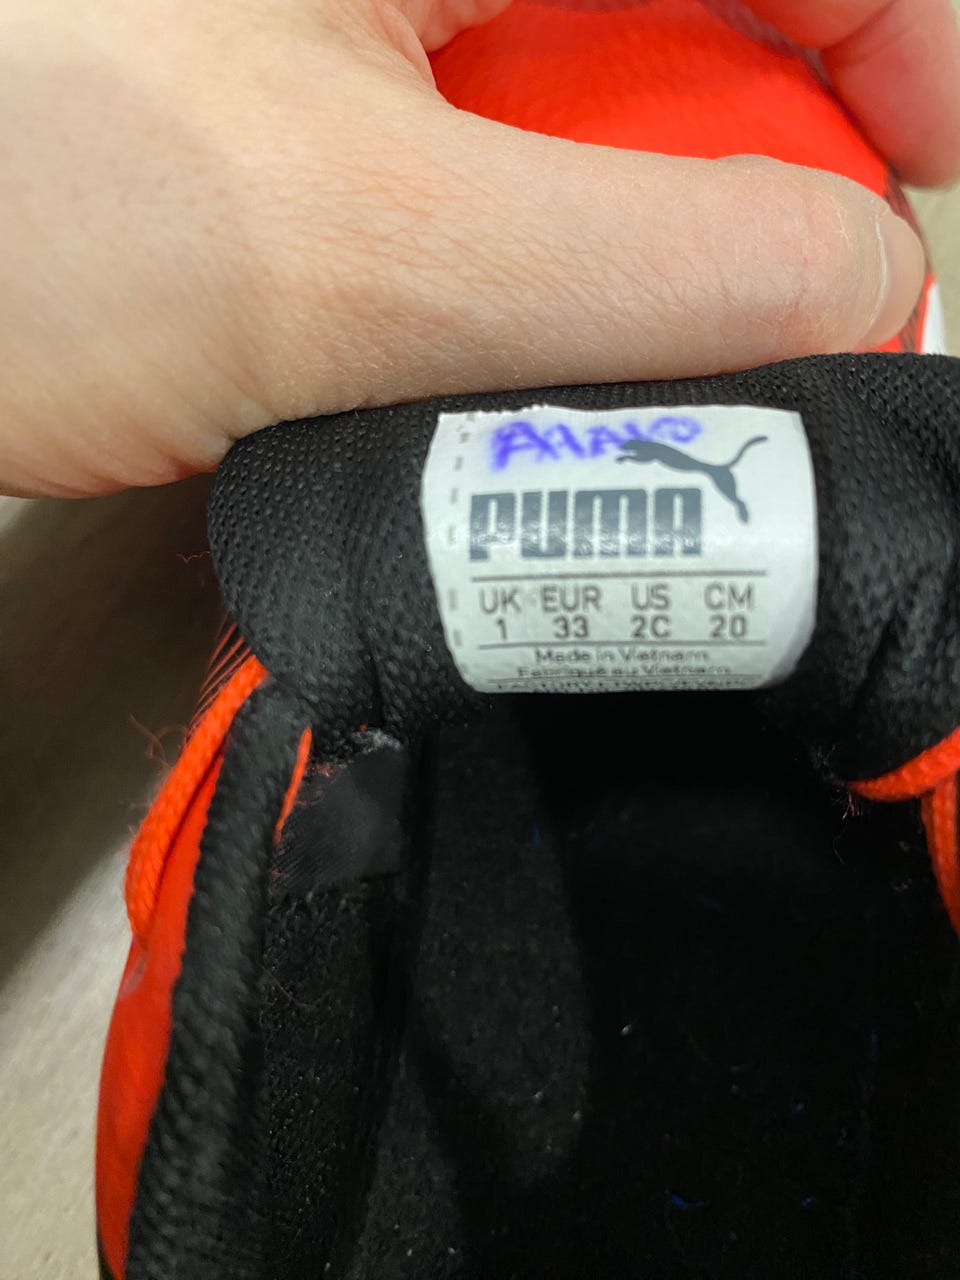 PUMA
UK EUR US CM
1 33 2C 20
Made in Vietnam
Fabriqué au Vietnam